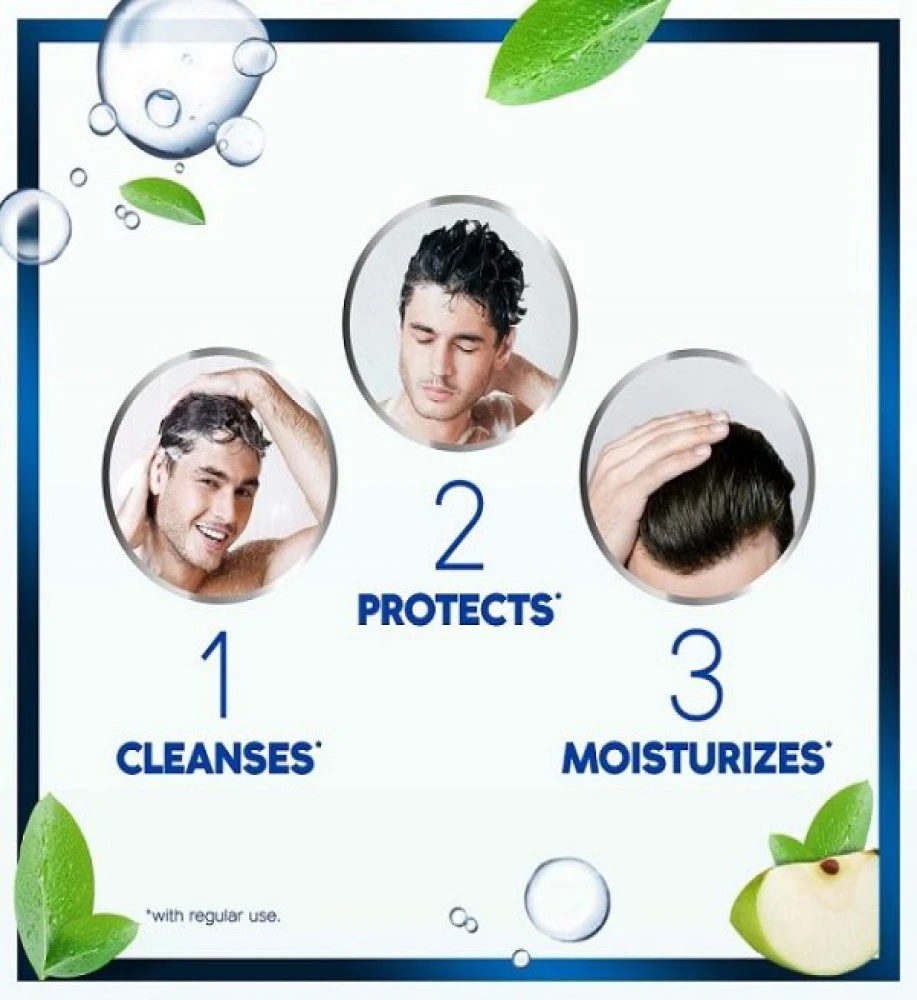 2
PROTECTS*
1
CLEANSES*
3
MOISTURIZES*
*with regular use.